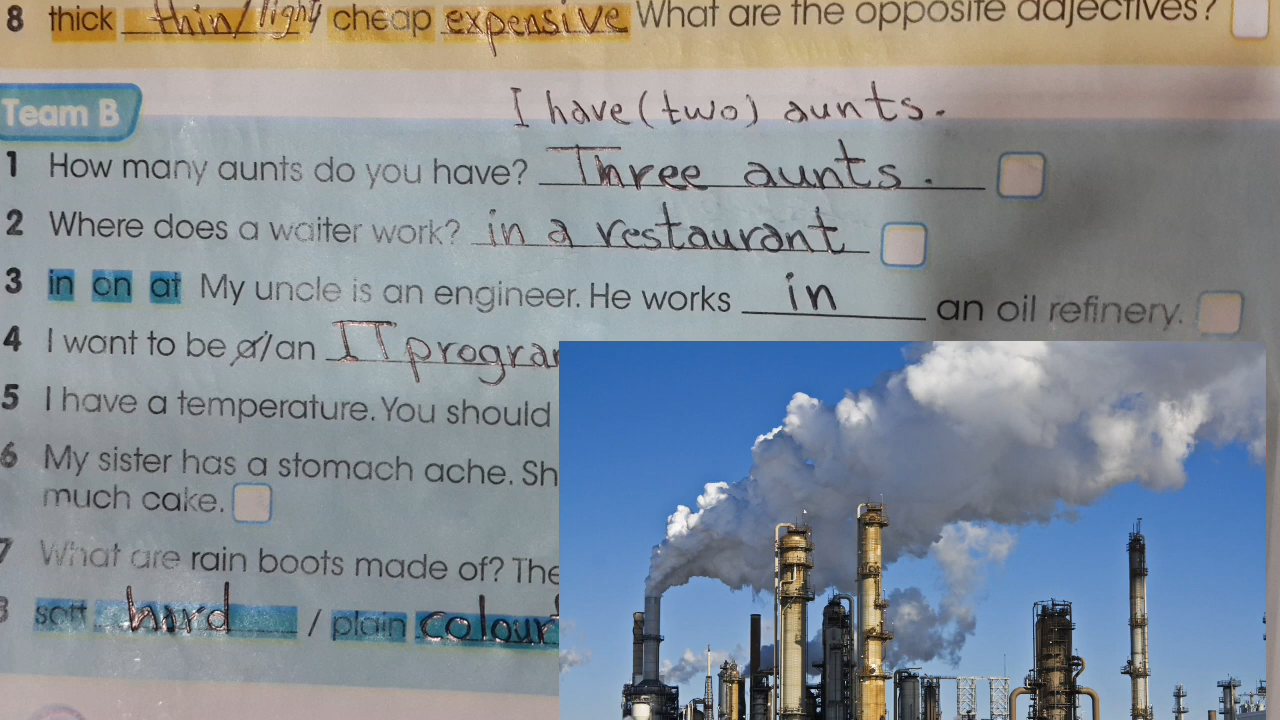 8 thick thin/light cheap expensive What are the opposite adjectives?
Team B
I have (two) aunts.
1 How many aunts do you have? Three aunts.
2 Where does a waiter work? in a restaurant
3 in on at My uncle is an engineer. He works in an oil refinery.
4 I want to be a/an IT progra
5 I have a temperature. You should
6 My sister has a stomach ache. Sh
much cake.
7 What are rain boots made of? The
8 soft hard / plain colour